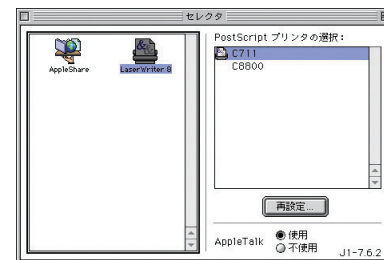 セレクタ
AppleShare
LaserWriter 8
PostScript プリンタの選択：
C711
C8800
再設定...
AppleTalk
使用
不使用
J1-7.6.2